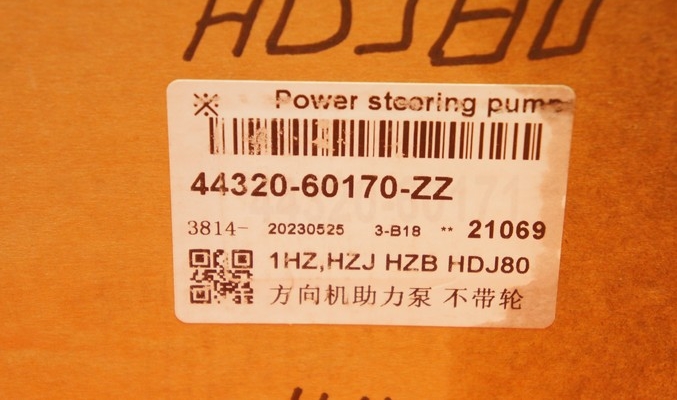 HDJ80
※ Power steering pump
44320-60170-ZZ
3814- 20230525 3-B18 ** 21069
1HZ,HZJ HZB HDJ80
方向机助力泵 不带轮